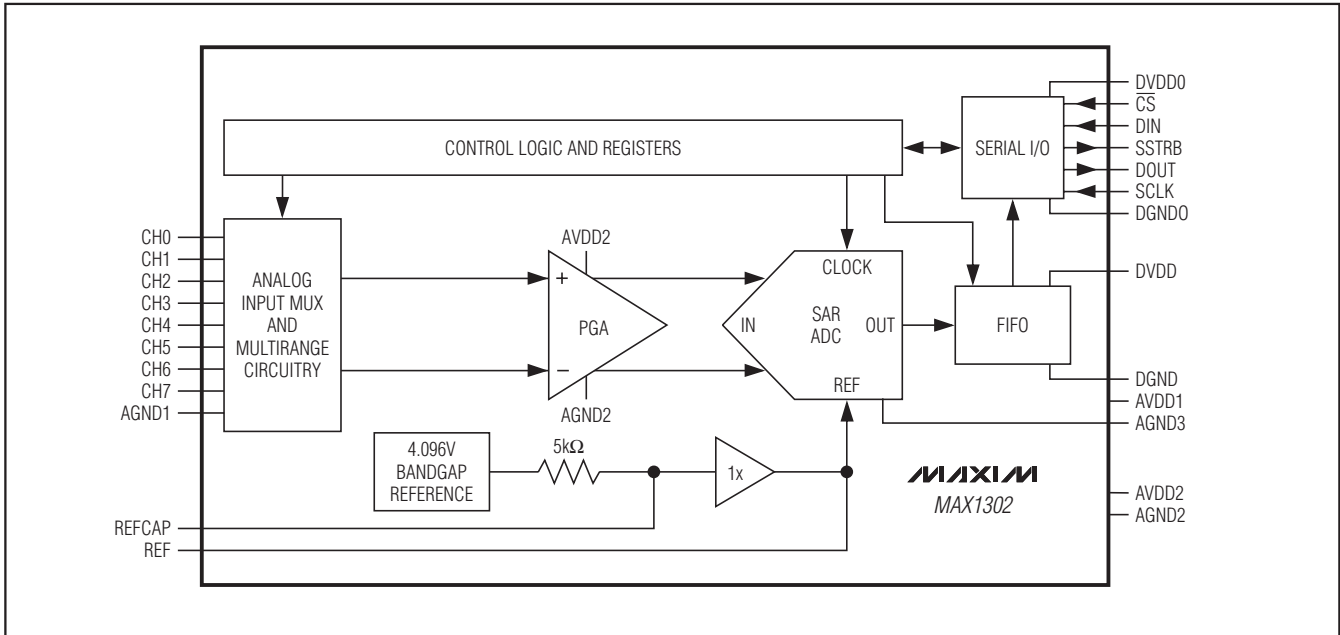 DVDD0
CS
DIN
SSTRB
DOUT
SCLK
DGND0
CONTROL LOGIC AND REGISTERS
SERIAL I/O
CH0
CH1
CH2
CH3
CH4
CH5
CH6
CH7
AGND1
ANALOG
INPUT MUX
AND
MULTIRANGE
CIRCUITRY
AVDD2
+
PGA
−
AGND2
CLOCK
IN
SAR
ADC
OUT
REF
FIFO
DVDD
DGND
AVDD1
AGND3
4.096V
BANDGAP
REFERENCE
5kΩ
1x
MAXIM
MAX1302
AVDD2
AGND2
REFCAP
REF